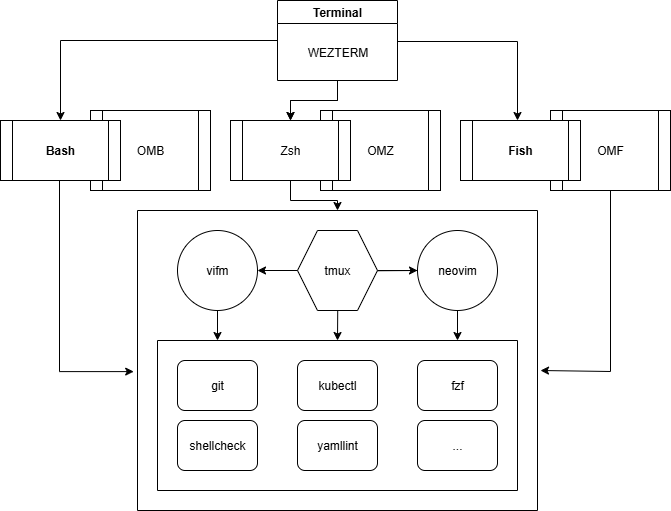 Terminal
WEZTERM
Bash
OMB
Zsh
OMZ
Fish
OMF
vifm
tmux
neovim
git
kubectl
fzf
shellcheck
yamllint
...